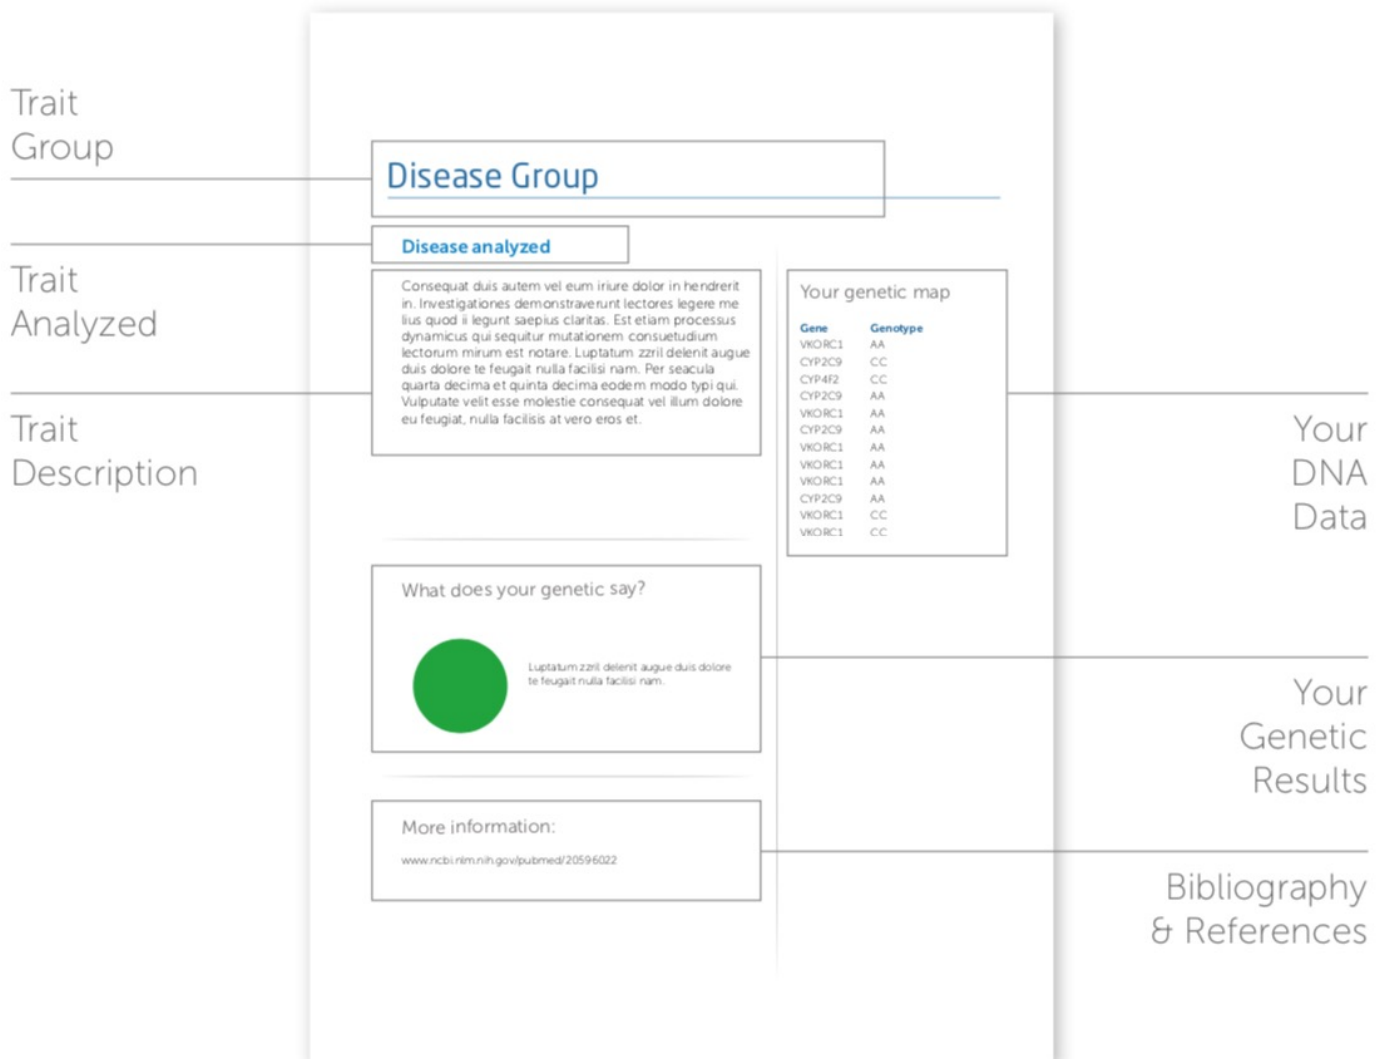 Trait
Group
Disease Group
Disease analyzed
Trait
Analyzed
Consequat duis autem vel eum iriure dolor in hendrerit
in. Investigationes demonstraverunt lectores legere me
lius quod ii legunt saepius claritas. Est etiam processus
dynamicus qui sequitur mutationem consuetudium
lectorum mirum est notare. Luptatum zzril delenit augue
duis dolore te feugait nulla facilisi nam. Per seacula
quarta decima et quinta decima eodem modo typi qui.
Vulputate velit esse molestie consequat vel illum dolore
eu feugiat, nulla facilisis at vero eros et.
Trait
Description
Your genetic map
Gene Genotype
VKORC1 AA
CYP2C9 CC
CYP4F2 CC
CYP2C9 AA
VKORC1 AA
CYP2C9 AA
VKORC1 AA
VKORC1 AA
VKORC1 AA
CYP2C9 AA
VKORC1 CC
VKORC1 CC
Your
DNA
Data
What does your genetic say?
Luptatum zzril delenit augue duis dolore
te feugait nulla facilisi nam.
Your
Genetic
Results
More information:
www.ncbi.nlm.nih.gov/pubmed/20596022
Bibliography
& References